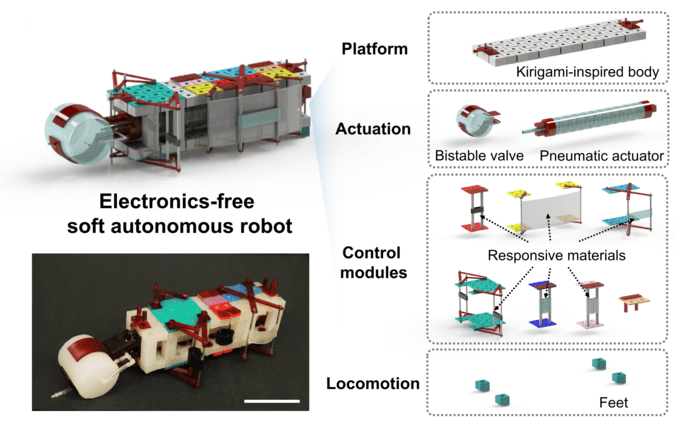 Platform
Kirigami-inspired body
Actuation
Bistable valve
Pneumatic actuator
Electronics-free
soft autonomous robot
Control
modules
Responsive materials
Locomotion
Feet